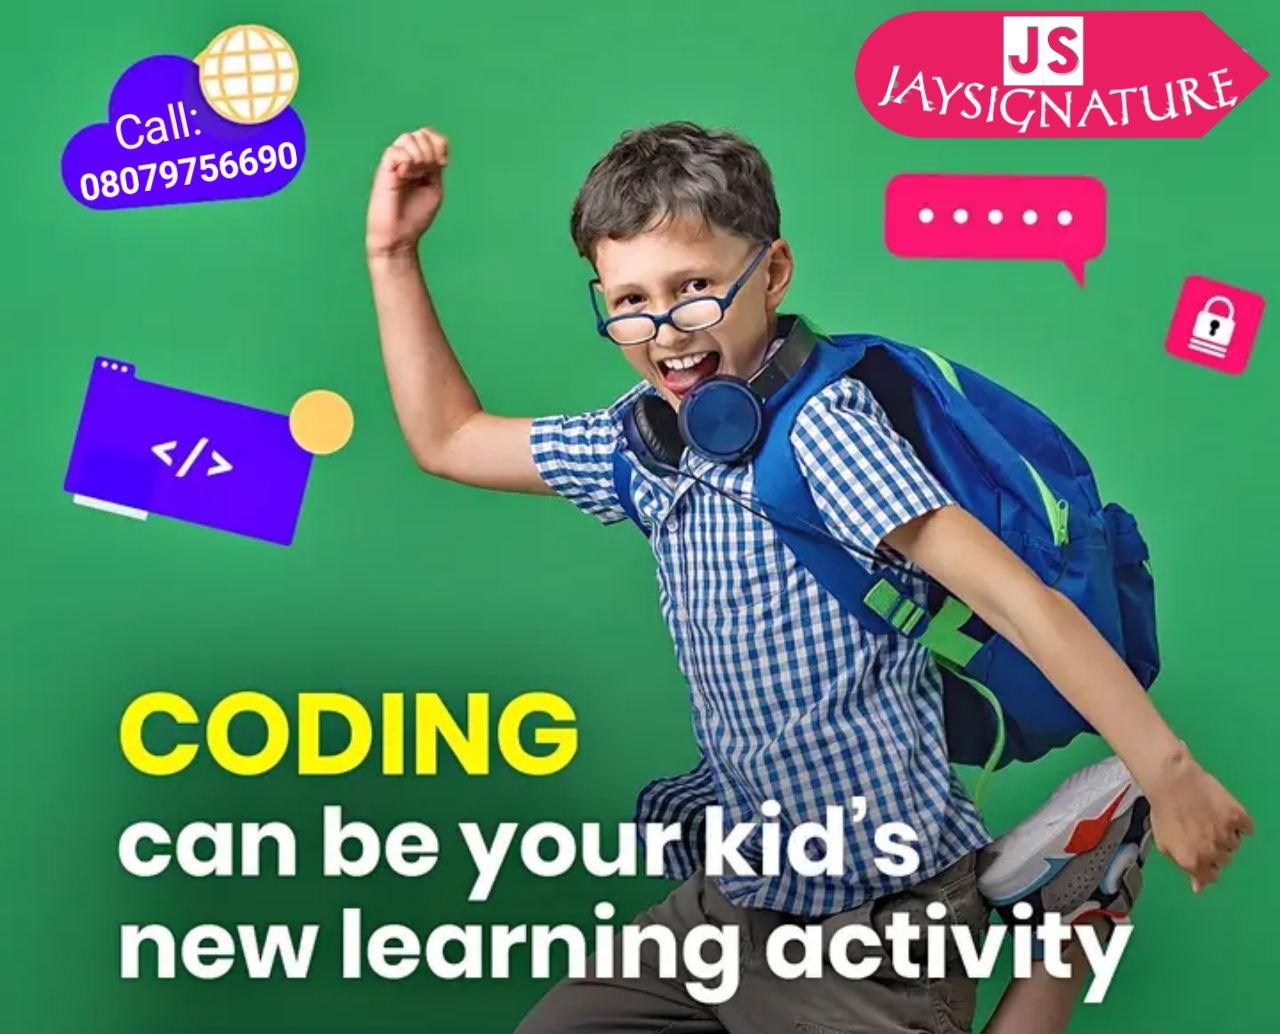 Call:
08079756690
JS
JAYSIGNATURE
</>
CODING
can be your kid's
new learning activity